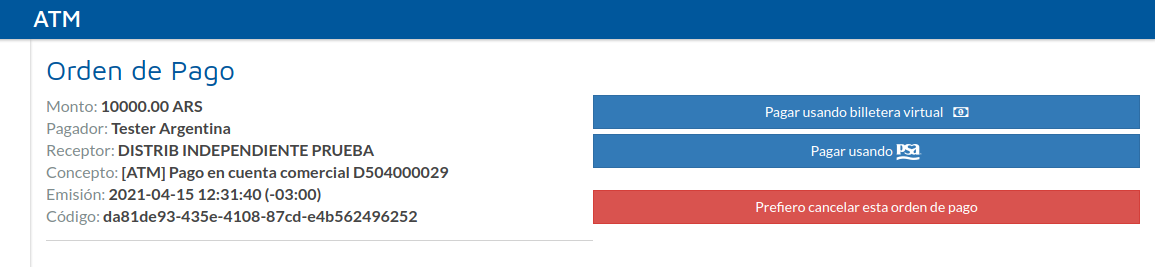 ATM
Orden de Pago
Monto: 10000.00 ARS
Pagador: Tester Argentina
Receptor: DISTRIB INDEPENDIENTE PRUEBA
Concepto: [ATM] Pago en cuenta comercial D504000029
Emisión: 2021-04-15 12:31:40 (-03:00)
Código: da81de93-435e-4108-87cd-e4b562496252
Pagar usando billetera virtual
Pagar usando psa
Prefiero cancelar esta orden de pago